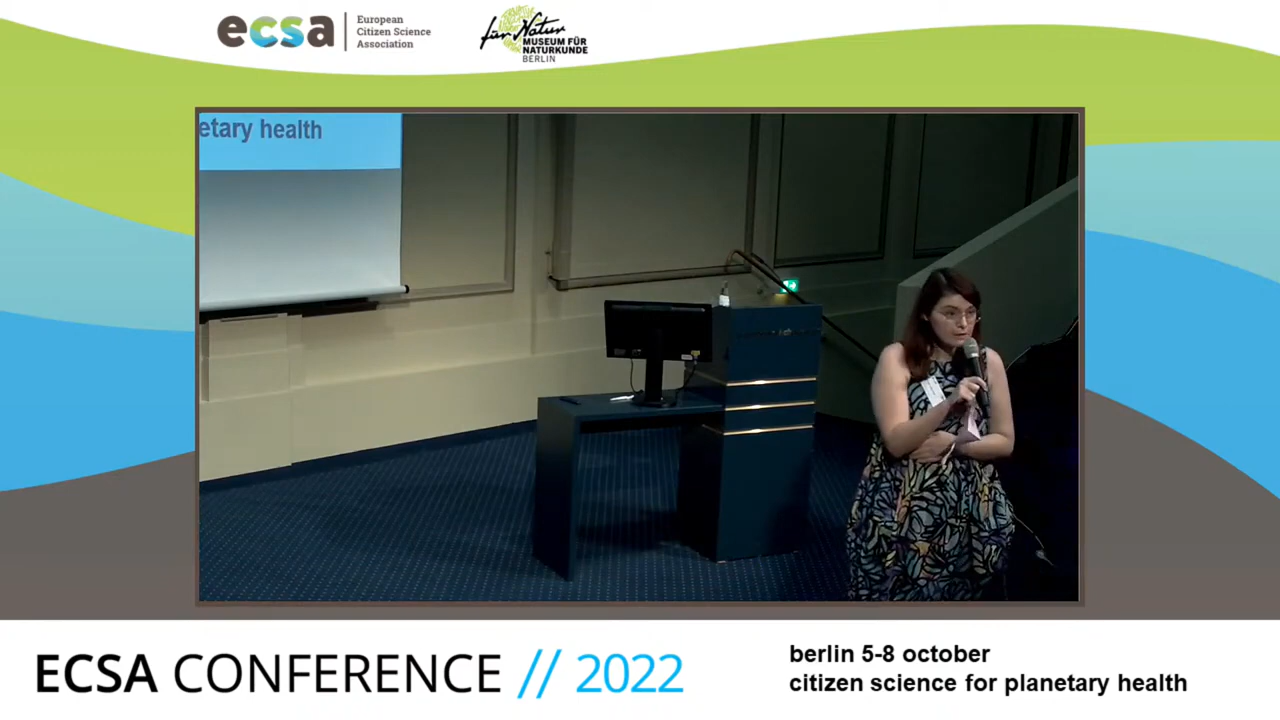 ecsa
European
Citizen Science
Association
für Natur
MUSEUM FÜR
NATURKUNDE
BERLIN
etary health
ECSA CONFERENCE // 2022
berlin 5-8 october
citizen science for planetary health